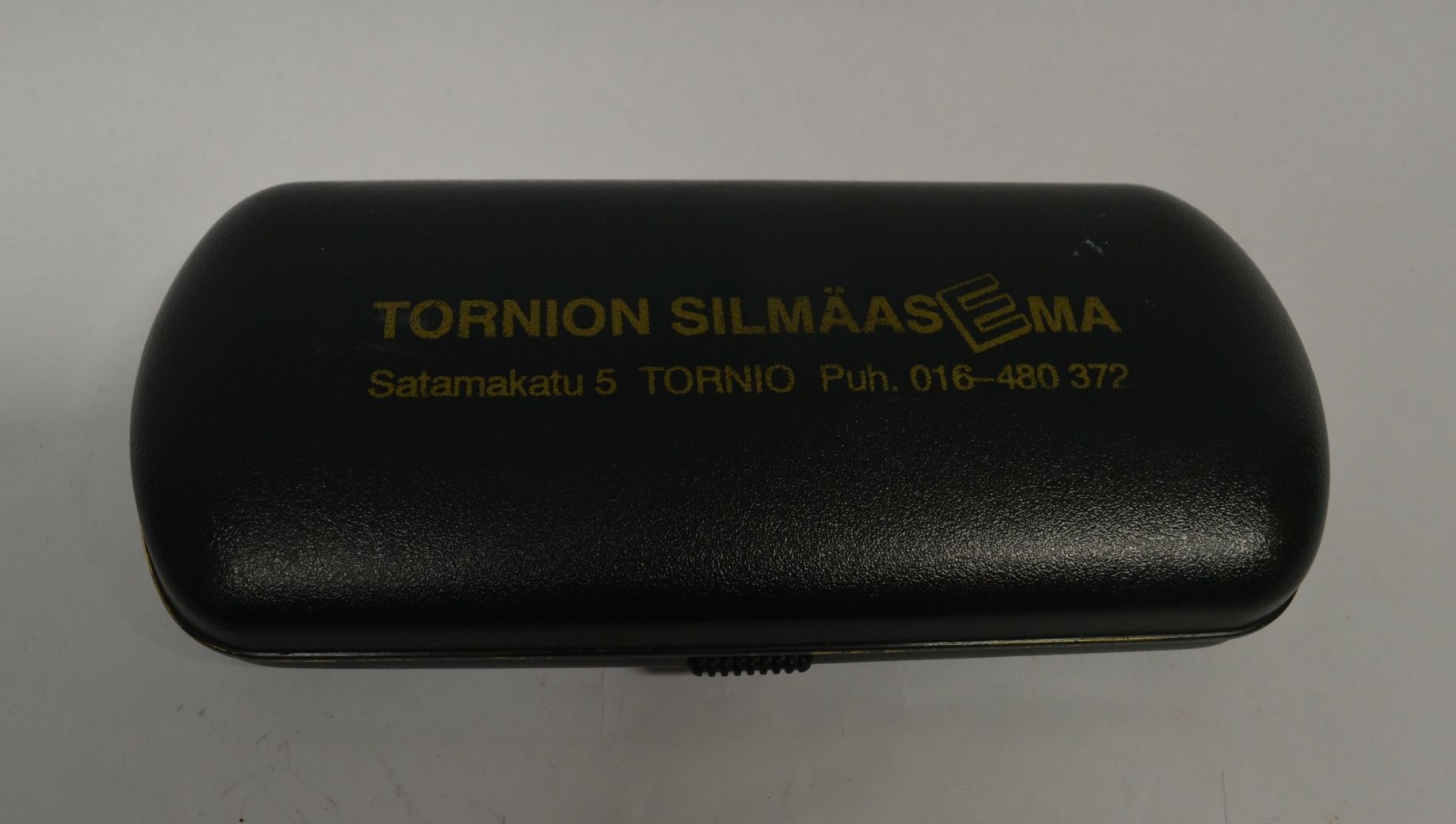 TORNION SILMÄASEMA
Satamakatu 5 TORNIO Puh. 016-480 372